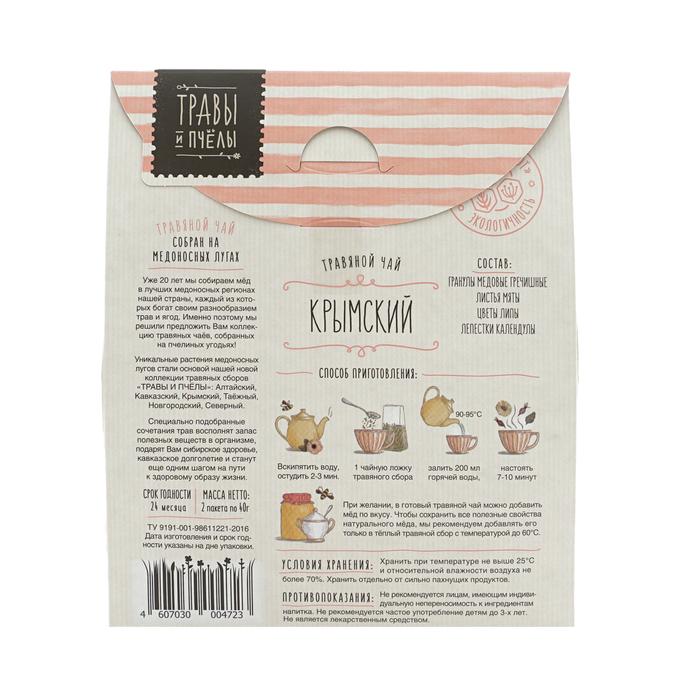 ТРАВЫ
И ПЧЁЛЫ
ЭКОЛОГИЧНОСТЬ
ТРАВЯНОЙ ЧАЙ
СОБРАН НА
МЕДОНОСНЫХ ЛУГАХ
Уже 20 лет мы собираем мёд
в лучших медоносных регионах
нашей страны, каждый из кото-
рых богат своим разнообразием
трав и ягод. Именно поэтому мы
решили предложить Вам коллек-
цию травяных чаёв, собранных
на пчелиных угодьях!
Уникальные растения медоносных
лугов стали основой нашей новой
коллекции травяных сборов
«ТРАВЫ И ПЧЁЛЫ»: Алтайский,
Кавказский, Крымский, Таёжный,
Новгородский, Северный.
Специально подобранные
сочетания трав восполнят запас
полезных веществ в организме,
подарят Вам сибирское здоровье,
кавказское долголетие и станут
еще одним шагом на пути
к здоровому образу жизни.
СРОК ГОДНОСТИ
24 месяца
МАССА НЕТТО:
2 пакета по 40г
ТУ 9191-001-98611221-2016
Дата изготовления и срок год-
ности указаны на дне упаковки.
4 607030 004723
ТРАВЯНОЙ ЧАЙ
КРЫМСКИЙ
СОСТАВ:
ГРАНУЛЫ МЕДОВЫЕ ГРЕЧИШНЫЕ
ЛИСТЬЯ МЯТЫ
ЦВЕТЫ ЛИПЫ
ЛЕПЕСТКИ КАЛЕНДУЛЫ
СПОСОБ ПРИГОТОВЛЕНИЯ:
90-95°C
Вскипятить воду,
остудить 2-3 мин.
1 чайную ложку
травяного сбора
залить 200 мл
горячей воды,
настоять
7-10 минут
При желании, в готовый травяной чай можно добавить
мёд по вкусу. Чтобы сохранить все полезные свойства
натурального мёда, мы рекомендуем добавлять его
только в тёплый травяной сбор с температурой до 60°С.
УСЛОВИЯ ХРАНЕНИЯ: Хранить при температуре не выше 25°С
и относительной влажности воздуха не
более 70%. Хранить отдельно от сильно пахнущих продуктов.
ПРОТИВОПОКАЗАНИЯ: Не рекомендуется лицам, имеющим индиви-
дуальную непереносимость к ингредиентам
напитка. Не рекомендуется частое употребление детям до 3-х лет.
Не является лекарственным средством.